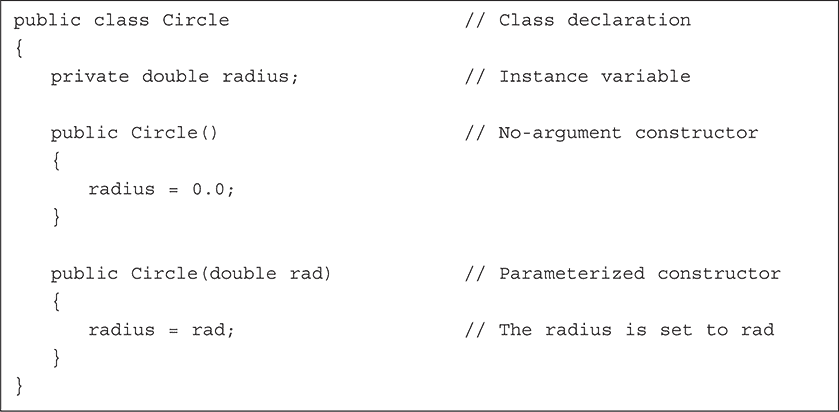 public class Circle // Class declaration
{
private double radius; // Instance variable
public Circle() // No-argument constructor
{
radius = 0.0;
}
public Circle(double rad) // Parameterized constructor
{
radius = rad; // The radius is set to rad
}
}